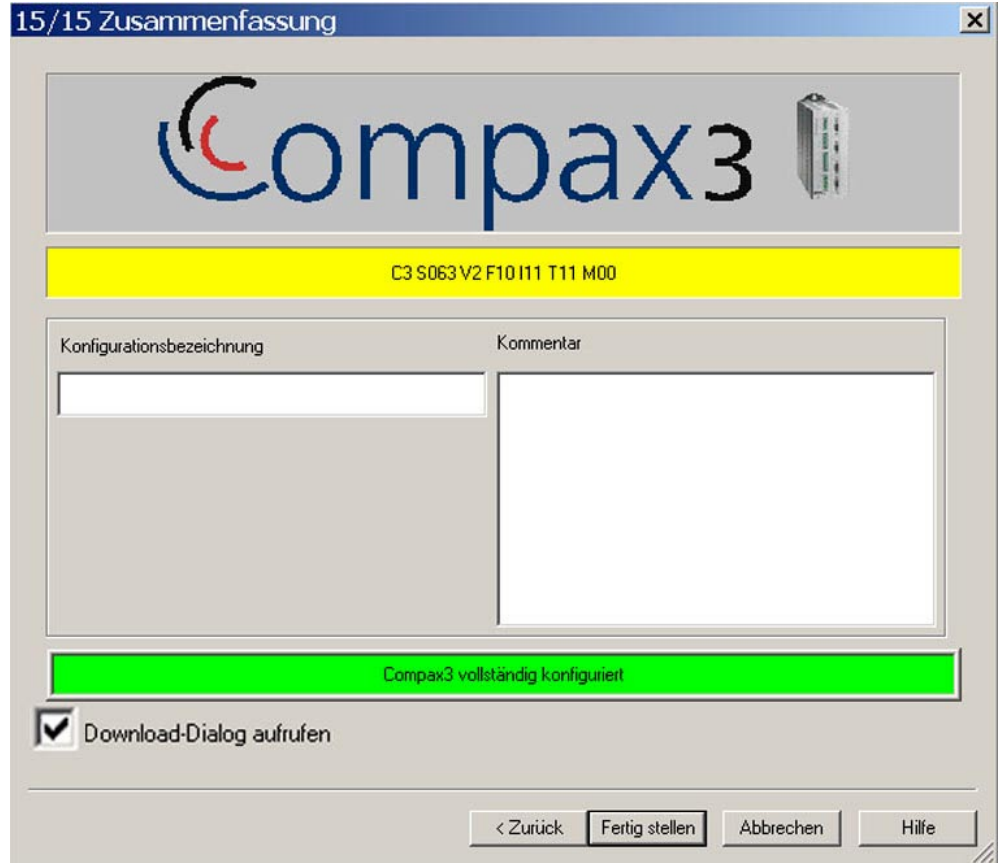 15/15 Zusammenfassung
Compax3
C3 S063 V2 F10 I11 T11 M00
Konfigurationsbezeichnung
Kommentar
Compax3 vollständig konfiguriert
Download-Dialog aufrufen
< Zurück
Fertig stellen
Abbrechen
Hilfe